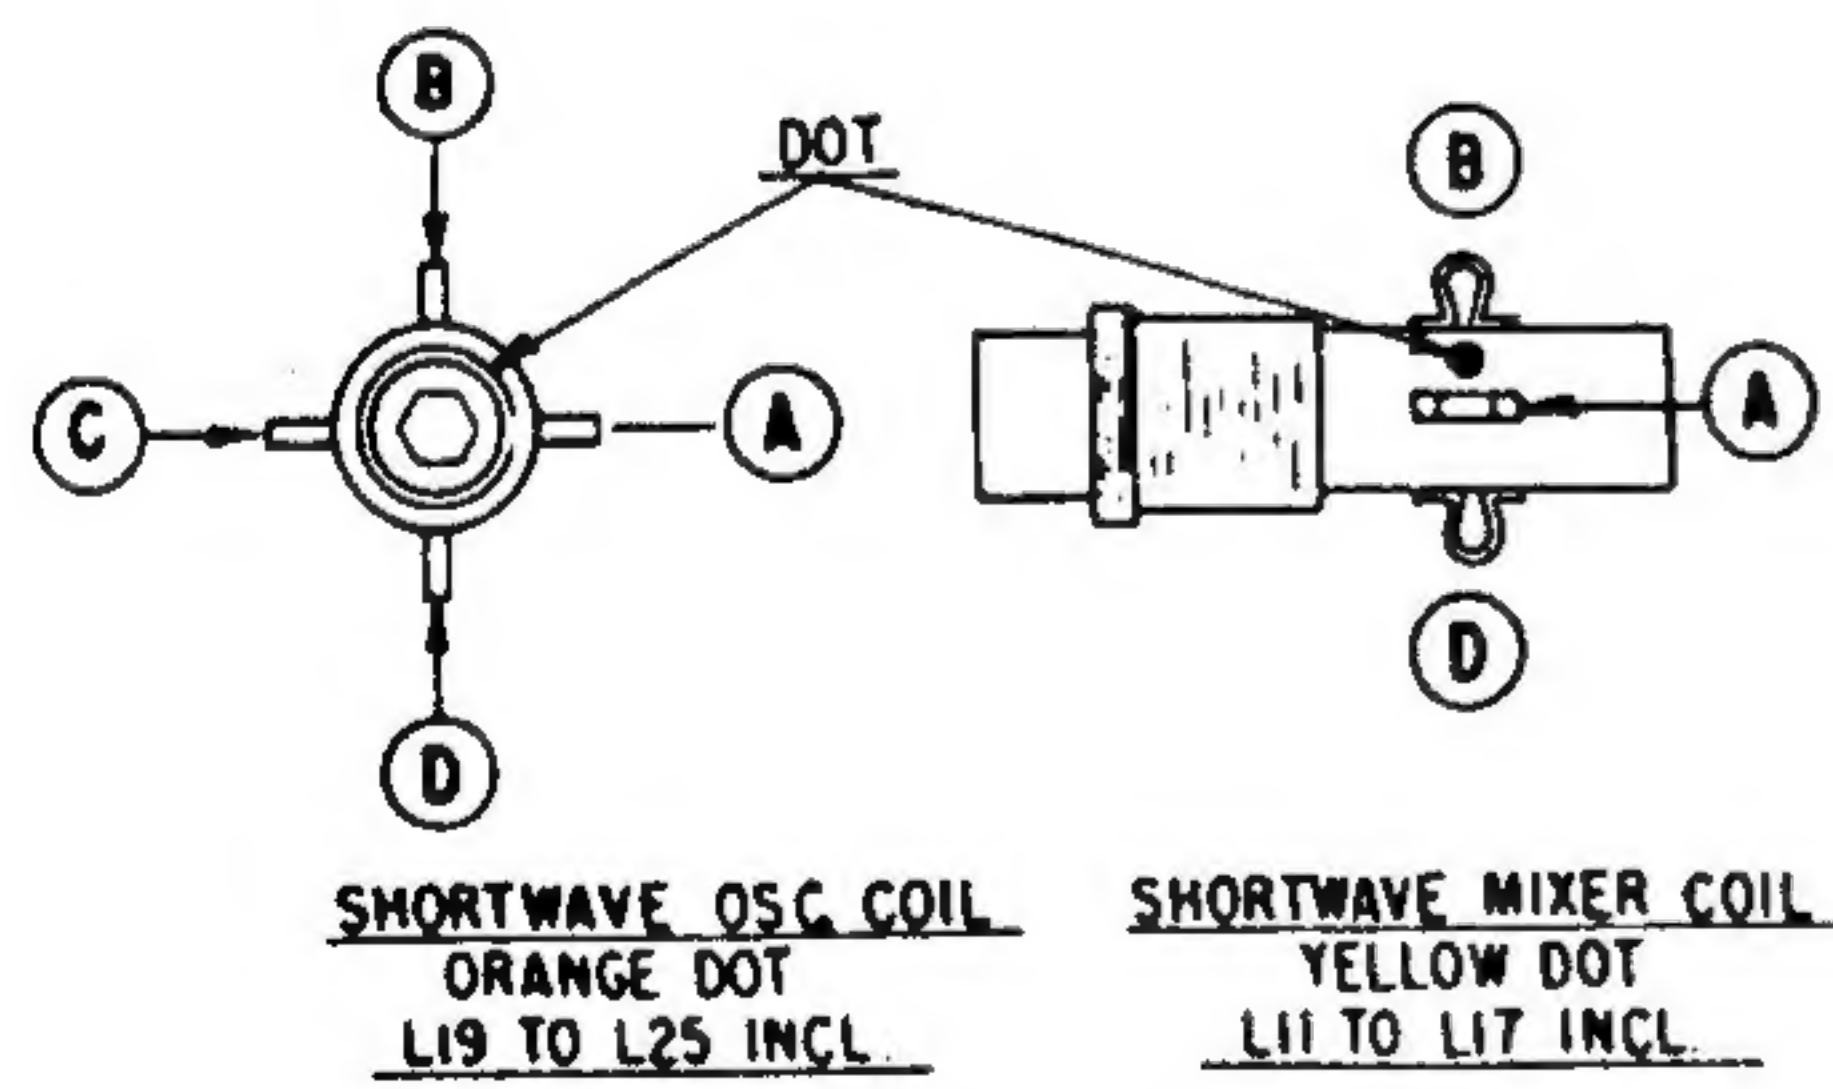 B
DOT
B
C
A
A
D
D
SHORTWAVE OSC COIL
ORANGE DOT
L19 TO L25 INCL.
SHORTWAVE MIXER COIL
YELLOW DOT
L11 TO L17 INCL.